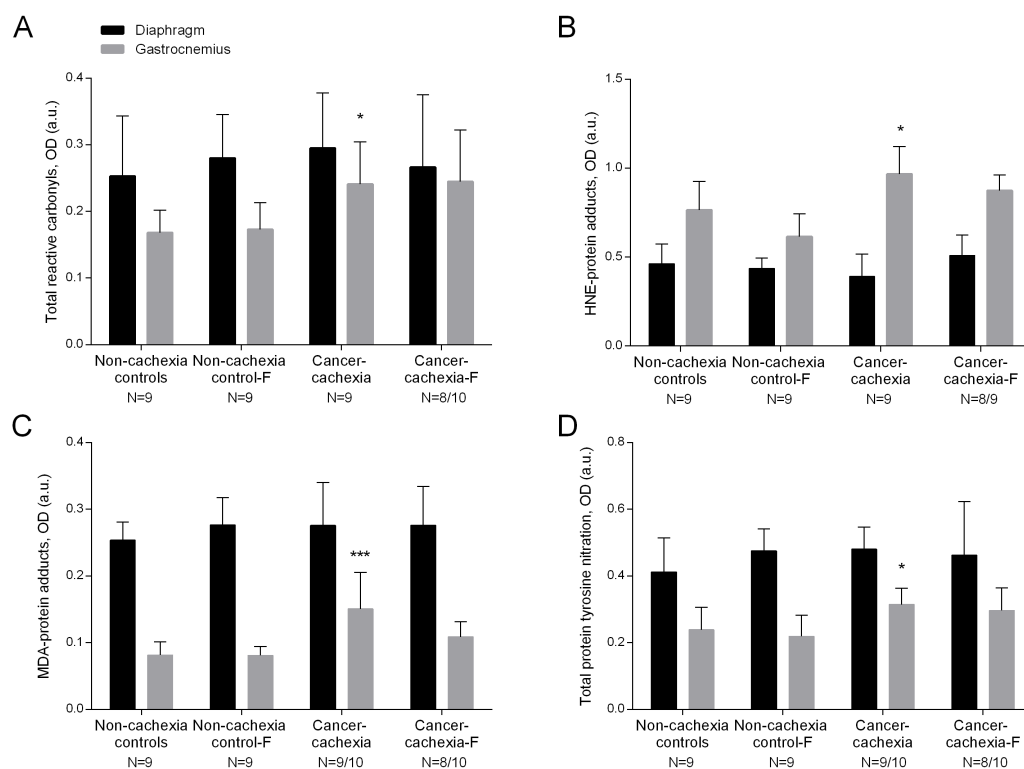 A
Diaphragm
Gastrocnemius
Total reactive carbonyls, OD (a.u.)
0.4
0.3
0.2
0.1
0.0
*
Non-cachexia controls
N=9
Non-cachexia control-F
N=9
Cancer-cachexia
N=9
Cancer-cachexia-F
N=8/10
B
HNE-protein adducts, OD (a.u.)
1.5
1.0
0.5
0.0
*
Non-cachexia controls
N=9
Non-cachexia control-F
N=9
Cancer-cachexia
N=9
Cancer-cachexia-F
N=8/9
C
MDA-protein adducts, OD (a.u.)
0.4
0.3
0.2
0.1
0.0
***
Non-cachexia controls
N=9
Non-cachexia control-F
N=9
Cancer-cachexia
N=9/10
Cancer-cachexia-F
N=8/10
D
Total protein tyrosine nitration, OD (a.u.)
0.8
0.6
0.4
0.2
0.0
*
Non-cachexia controls
N=9
Non-cachexia control-F
N=9
Cancer-cachexia
N=9/10
Cancer-cachexia-F
N=8/10